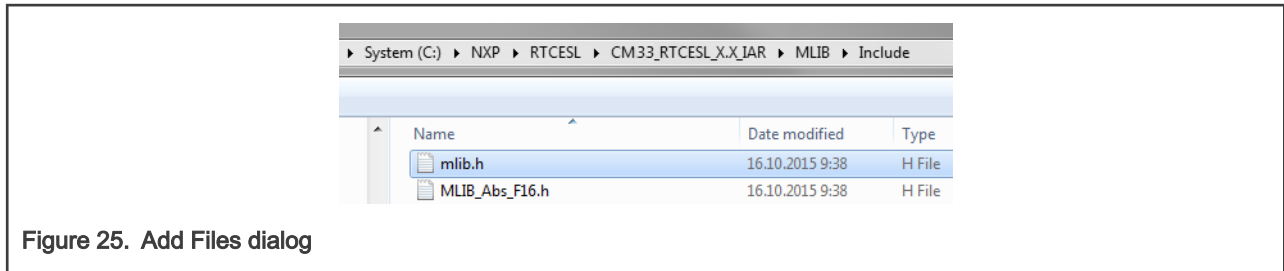 System (C:) NXP RTCESL CM33_RTCESL_X.X_IAR MLIB Include
Name Date modified Type
mlib.h 16.10.2015 9:38 H File
MLIB_Abs_F16.h 16.10.2015 9:38 H File
Figure 25. Add Files dialog